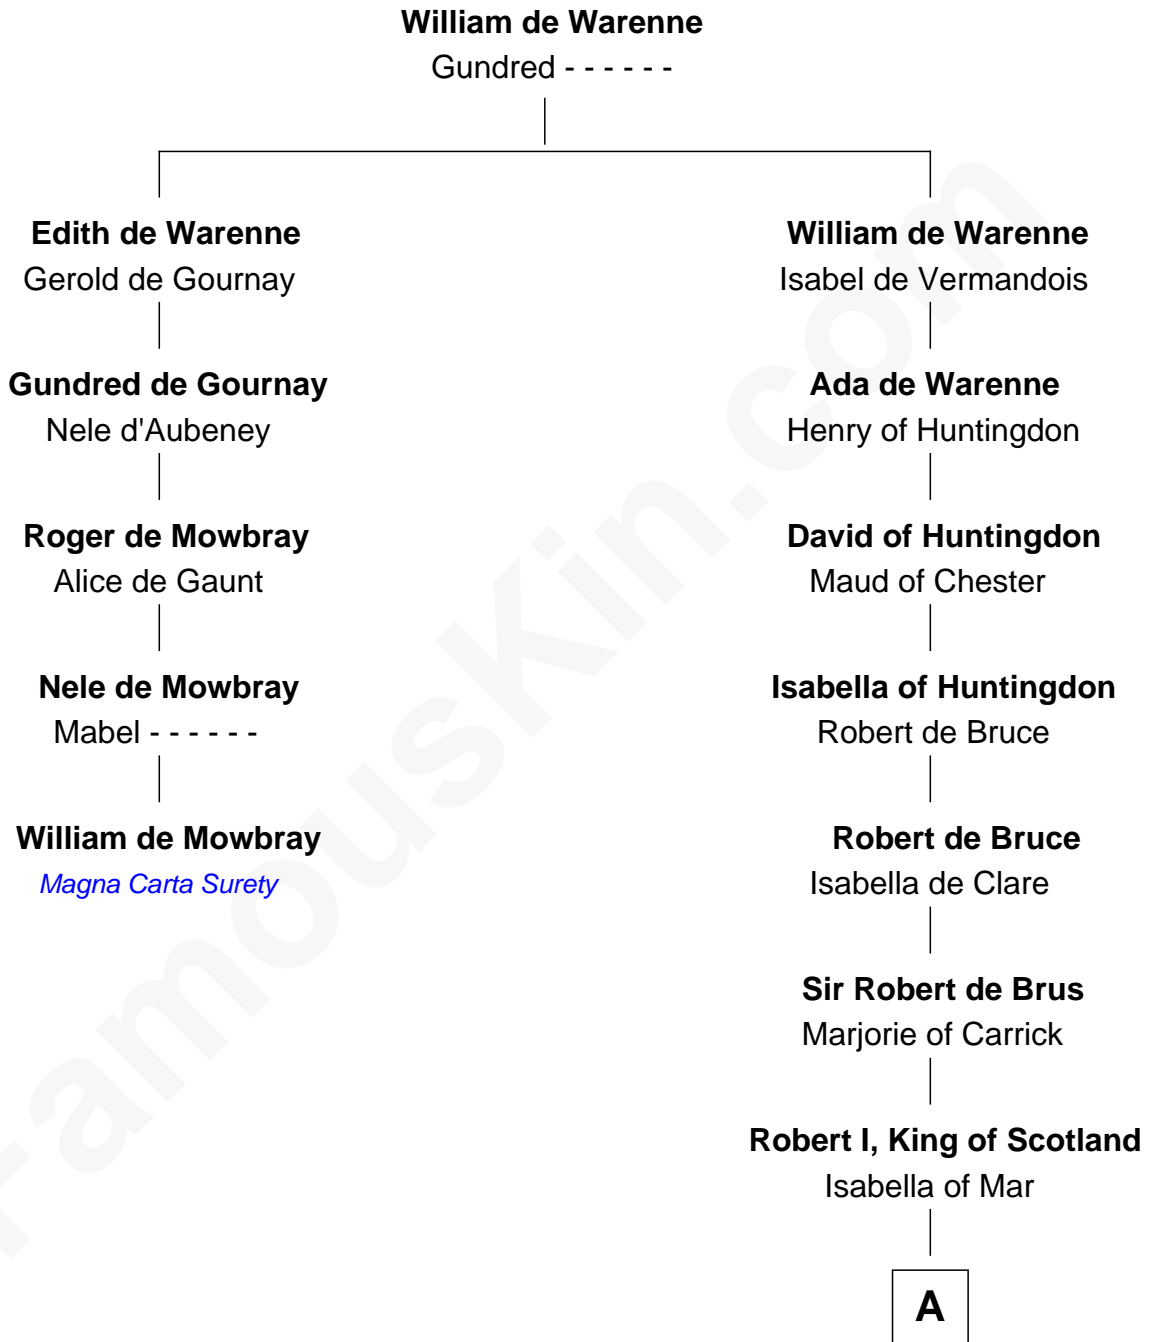 William de Warenne
Gundred - - - - - -
Edith de Warenne
Gerold de Gournay
Gundred de Gournay
Nele d'Aubeney
Roger de Mowbray
Alice de Gaunt
Nele de Mowbray
Mabel - - - - - -
William de Mowbray
Magna Carta Surety
William de Warenne
Isabel de Vermandois
Ada de Warenne
Henry of Huntingdon
David of Huntingdon
Maud of Chester
Isabella of Huntingdon
Robert de Bruce
Robert de Bruce
Isabella de Clare
Sir Robert de Brus
Marjorie of Carrick
Robert I, King of Scotland
Isabella of Mar
A
FamousKin.com